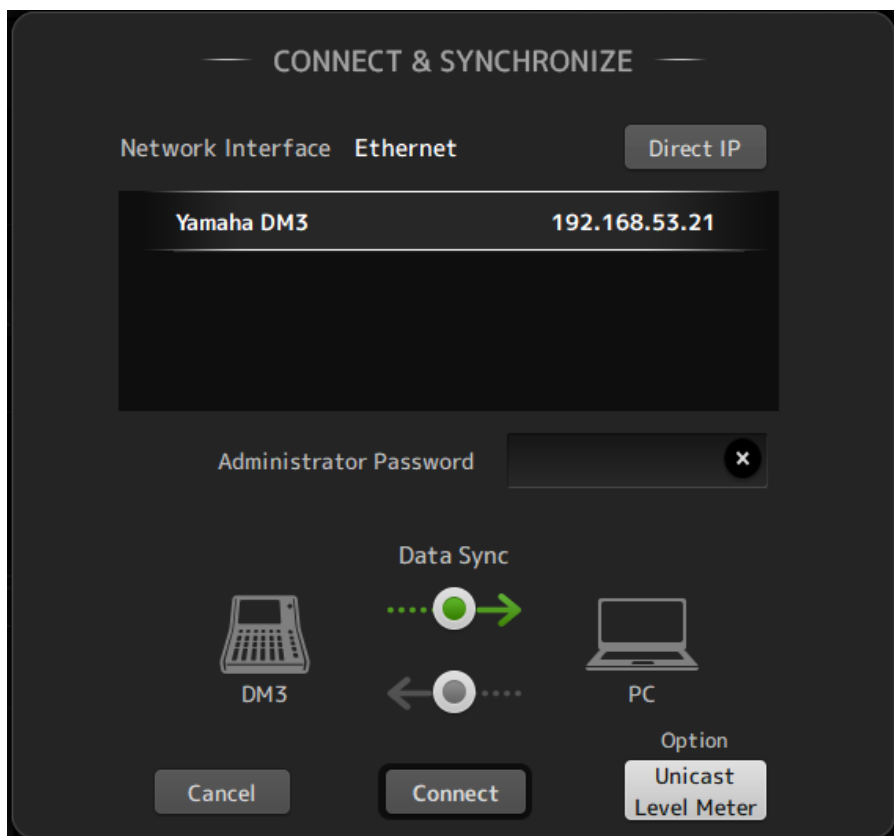 CONNECT & SYNCHRONIZE
Network Interface Ethernet Direct IP
Yamaha DM3 192.168.53.21
Administrator Password
Data Sync
DM3 PC
Option
Cancel Connect Unicast
Level Meter